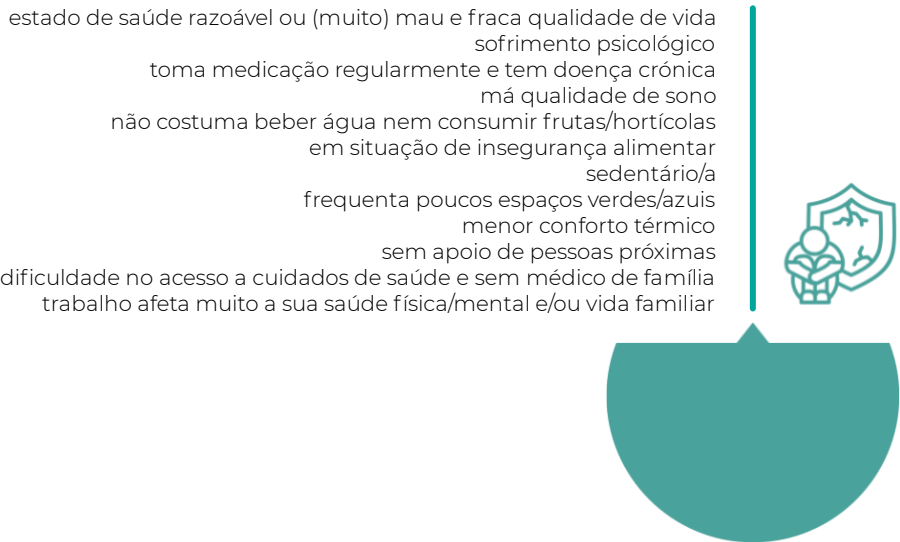 estado de saúde razoável ou (muito) mau e fraca qualidade de vida
sofrimento psicológico
toma medicação regularmente e tem doença crónica
má qualidade de sono
não costuma beber água nem consumir frutas/hortícolas
em situação de insegurança alimentar
sedentário/a
frequenta poucos espaços verdes/azuis
menor conforto térmico
sem apoio de pessoas próximas
dificuldade no acesso a cuidados de saúde e sem médico de família
trabalho afeta muito a sua saúde física/mental e/ou vida familiar